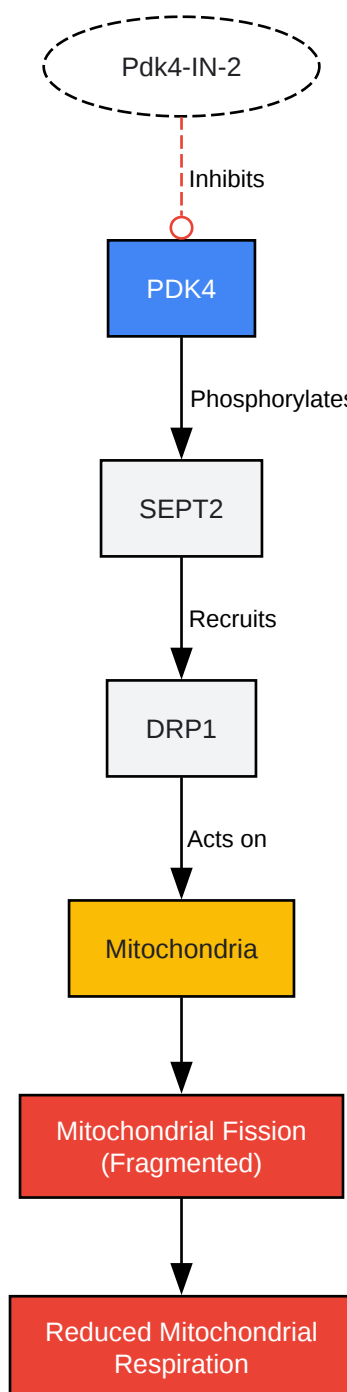 Pdk4-IN-2
Inhibits
PDK4
Phosphorylates
SEPT2
Recruits
DRP1
Acts on
Mitochondria
Mitochondrial Fission
(Fragmented)
Reduced Mitochondrial
Respiration